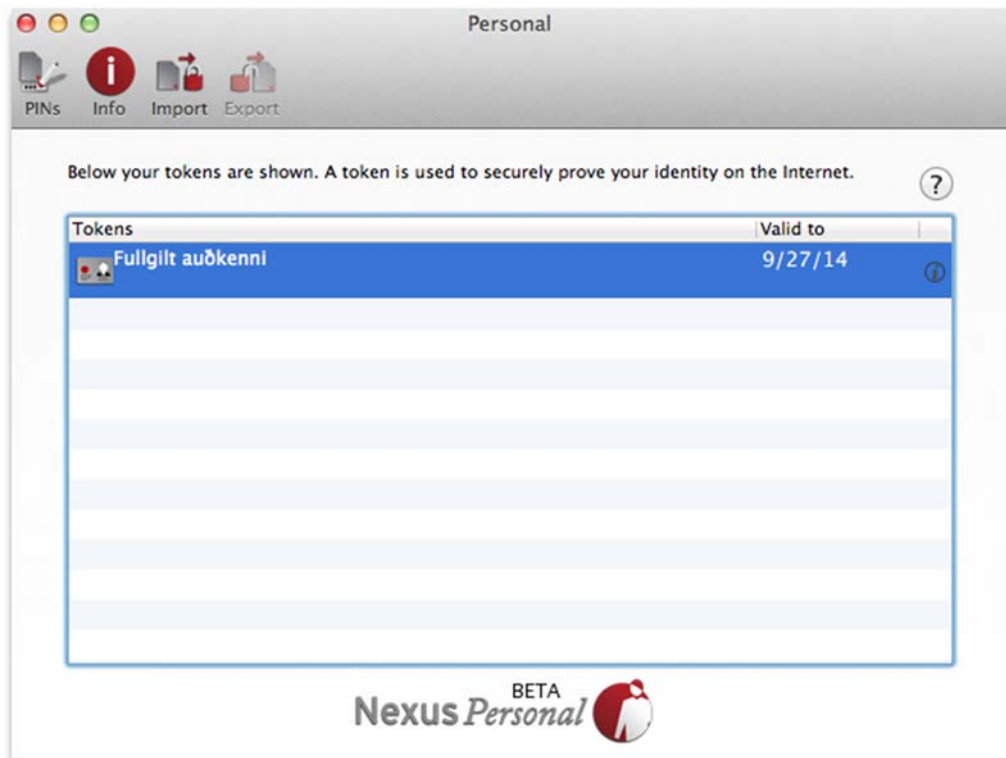 Personal
PINs Info Import Export
Below your tokens are shown. A token is used to securely prove your identity on the Internet.
?
Tokens Valid to
Fullgilt auðkenni 9/27/14
BETA
Nexus Personal